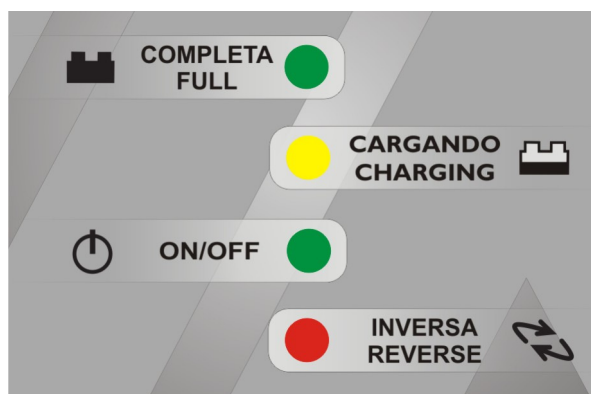 COMPLETA
FULL
CARGANDO
CHARGING
ON/OFF
INVERSA
REVERSE